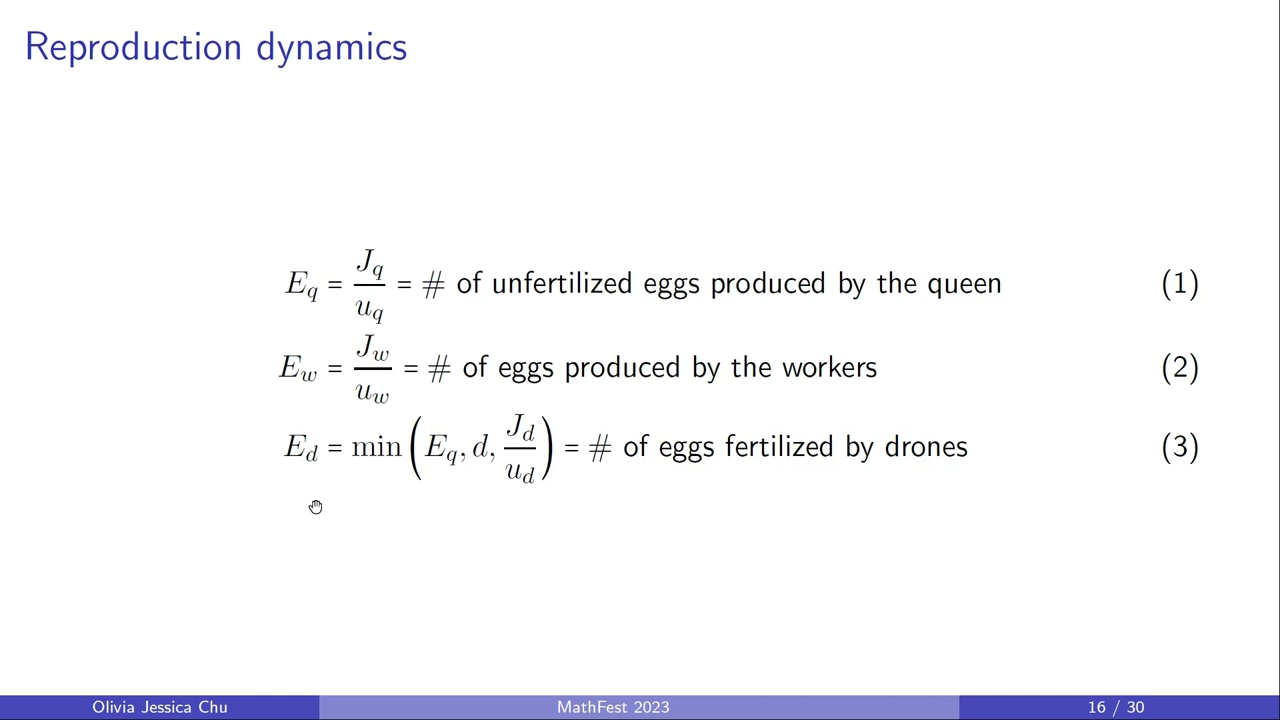 Reproduction dynamics
E_q = J_q / u_q = # of unfertilized eggs produced by the queen (1)
E_w = J_w / u_w = # of eggs produced by the workers (2)
E_d = min(E_q, d, J_d / u_d) = # of eggs fertilized by drones (3)
Olivia Jessica Chu MathFest 2023 16 / 30